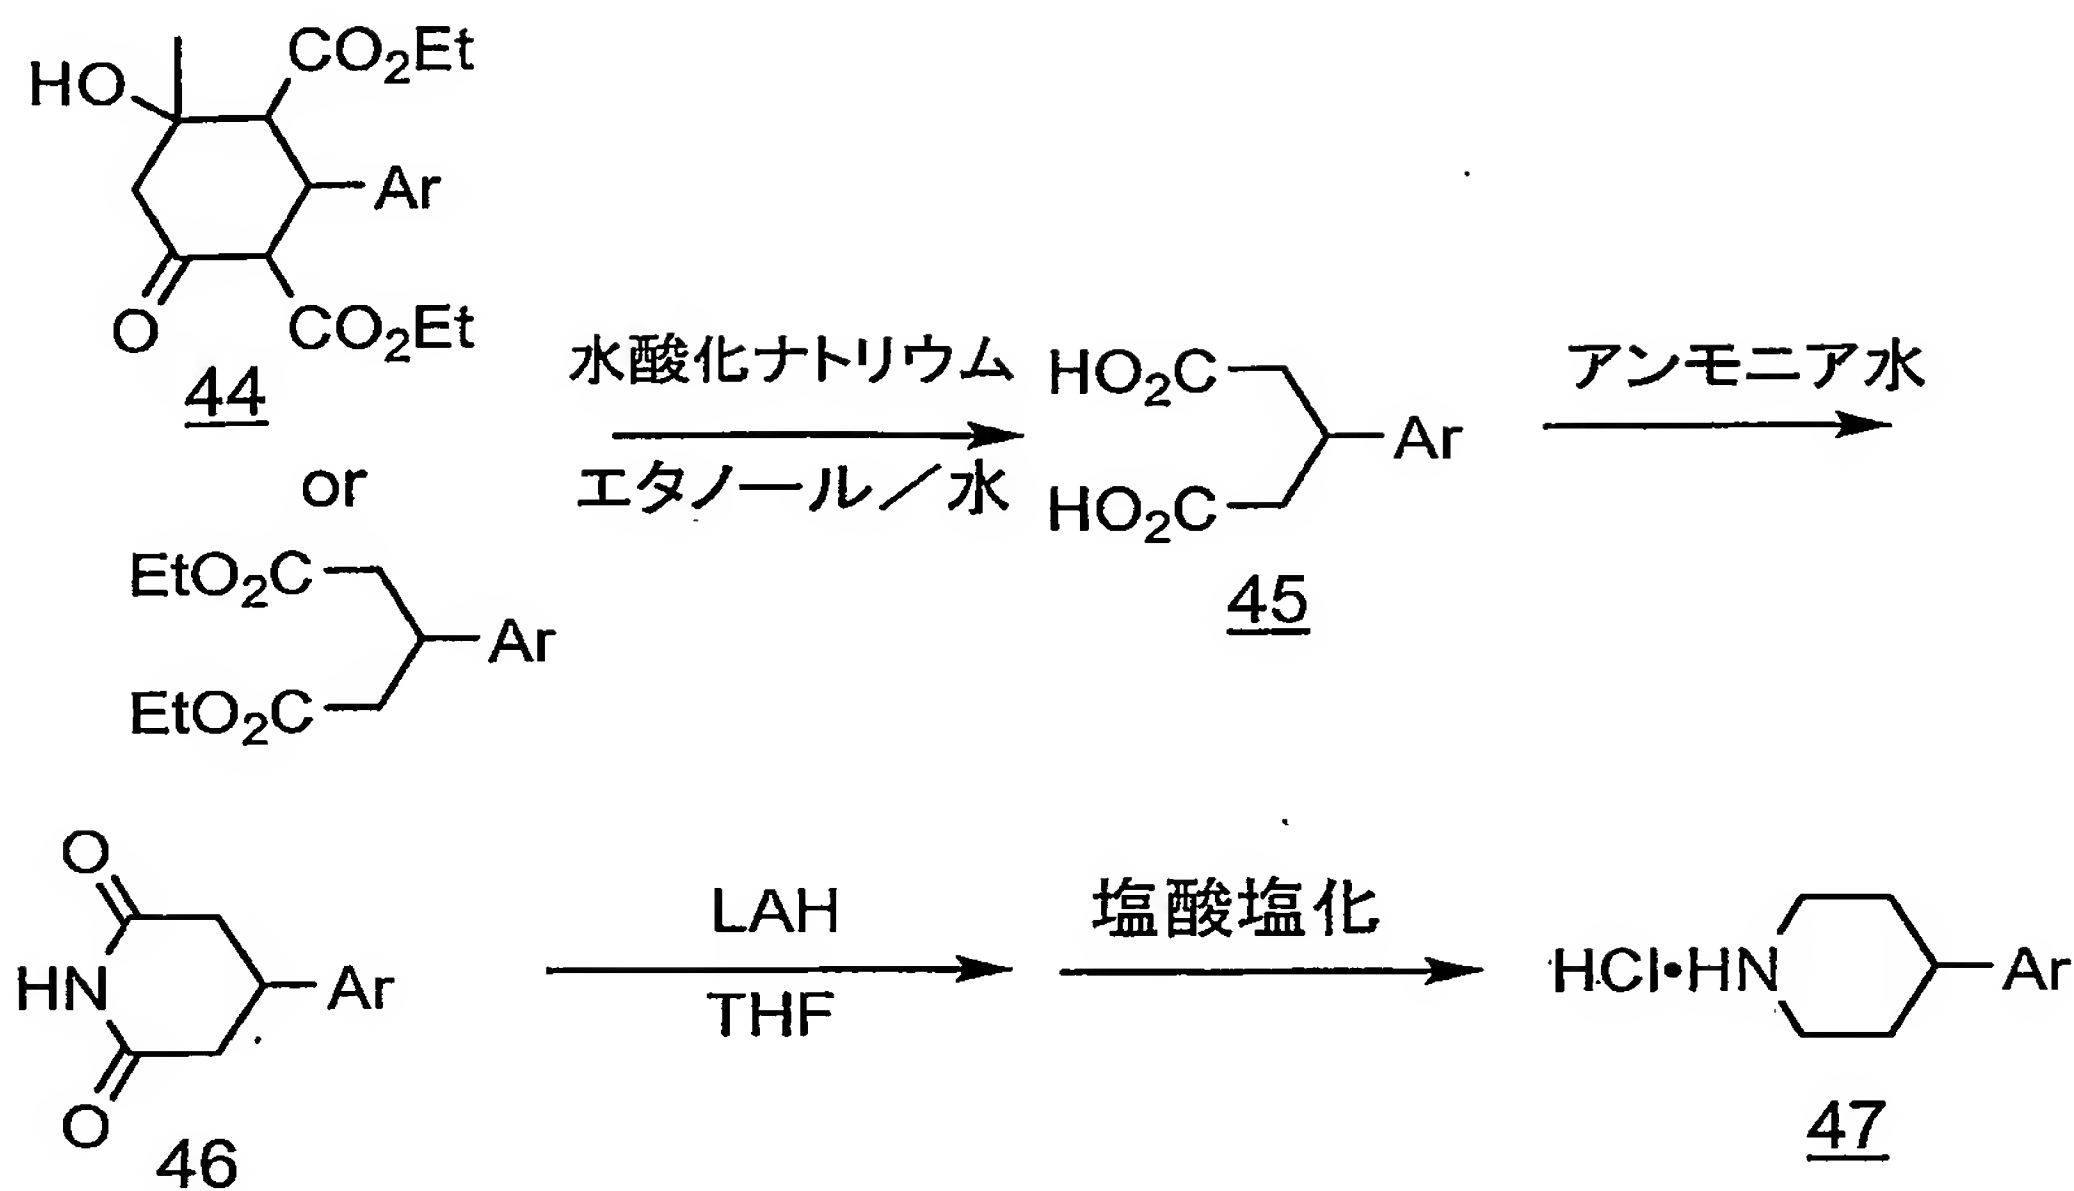 CO2Et
HO
Ar
O
CO2Et
44
or
EtO2C
Ar
EtO2C
水酸化ナトリウム
エタノール/水
HO2C
Ar
HO2C
45
アンモニア水
O
HN
Ar
O
46
LAH
THF
塩酸塩化
HCl•HN
Ar
47